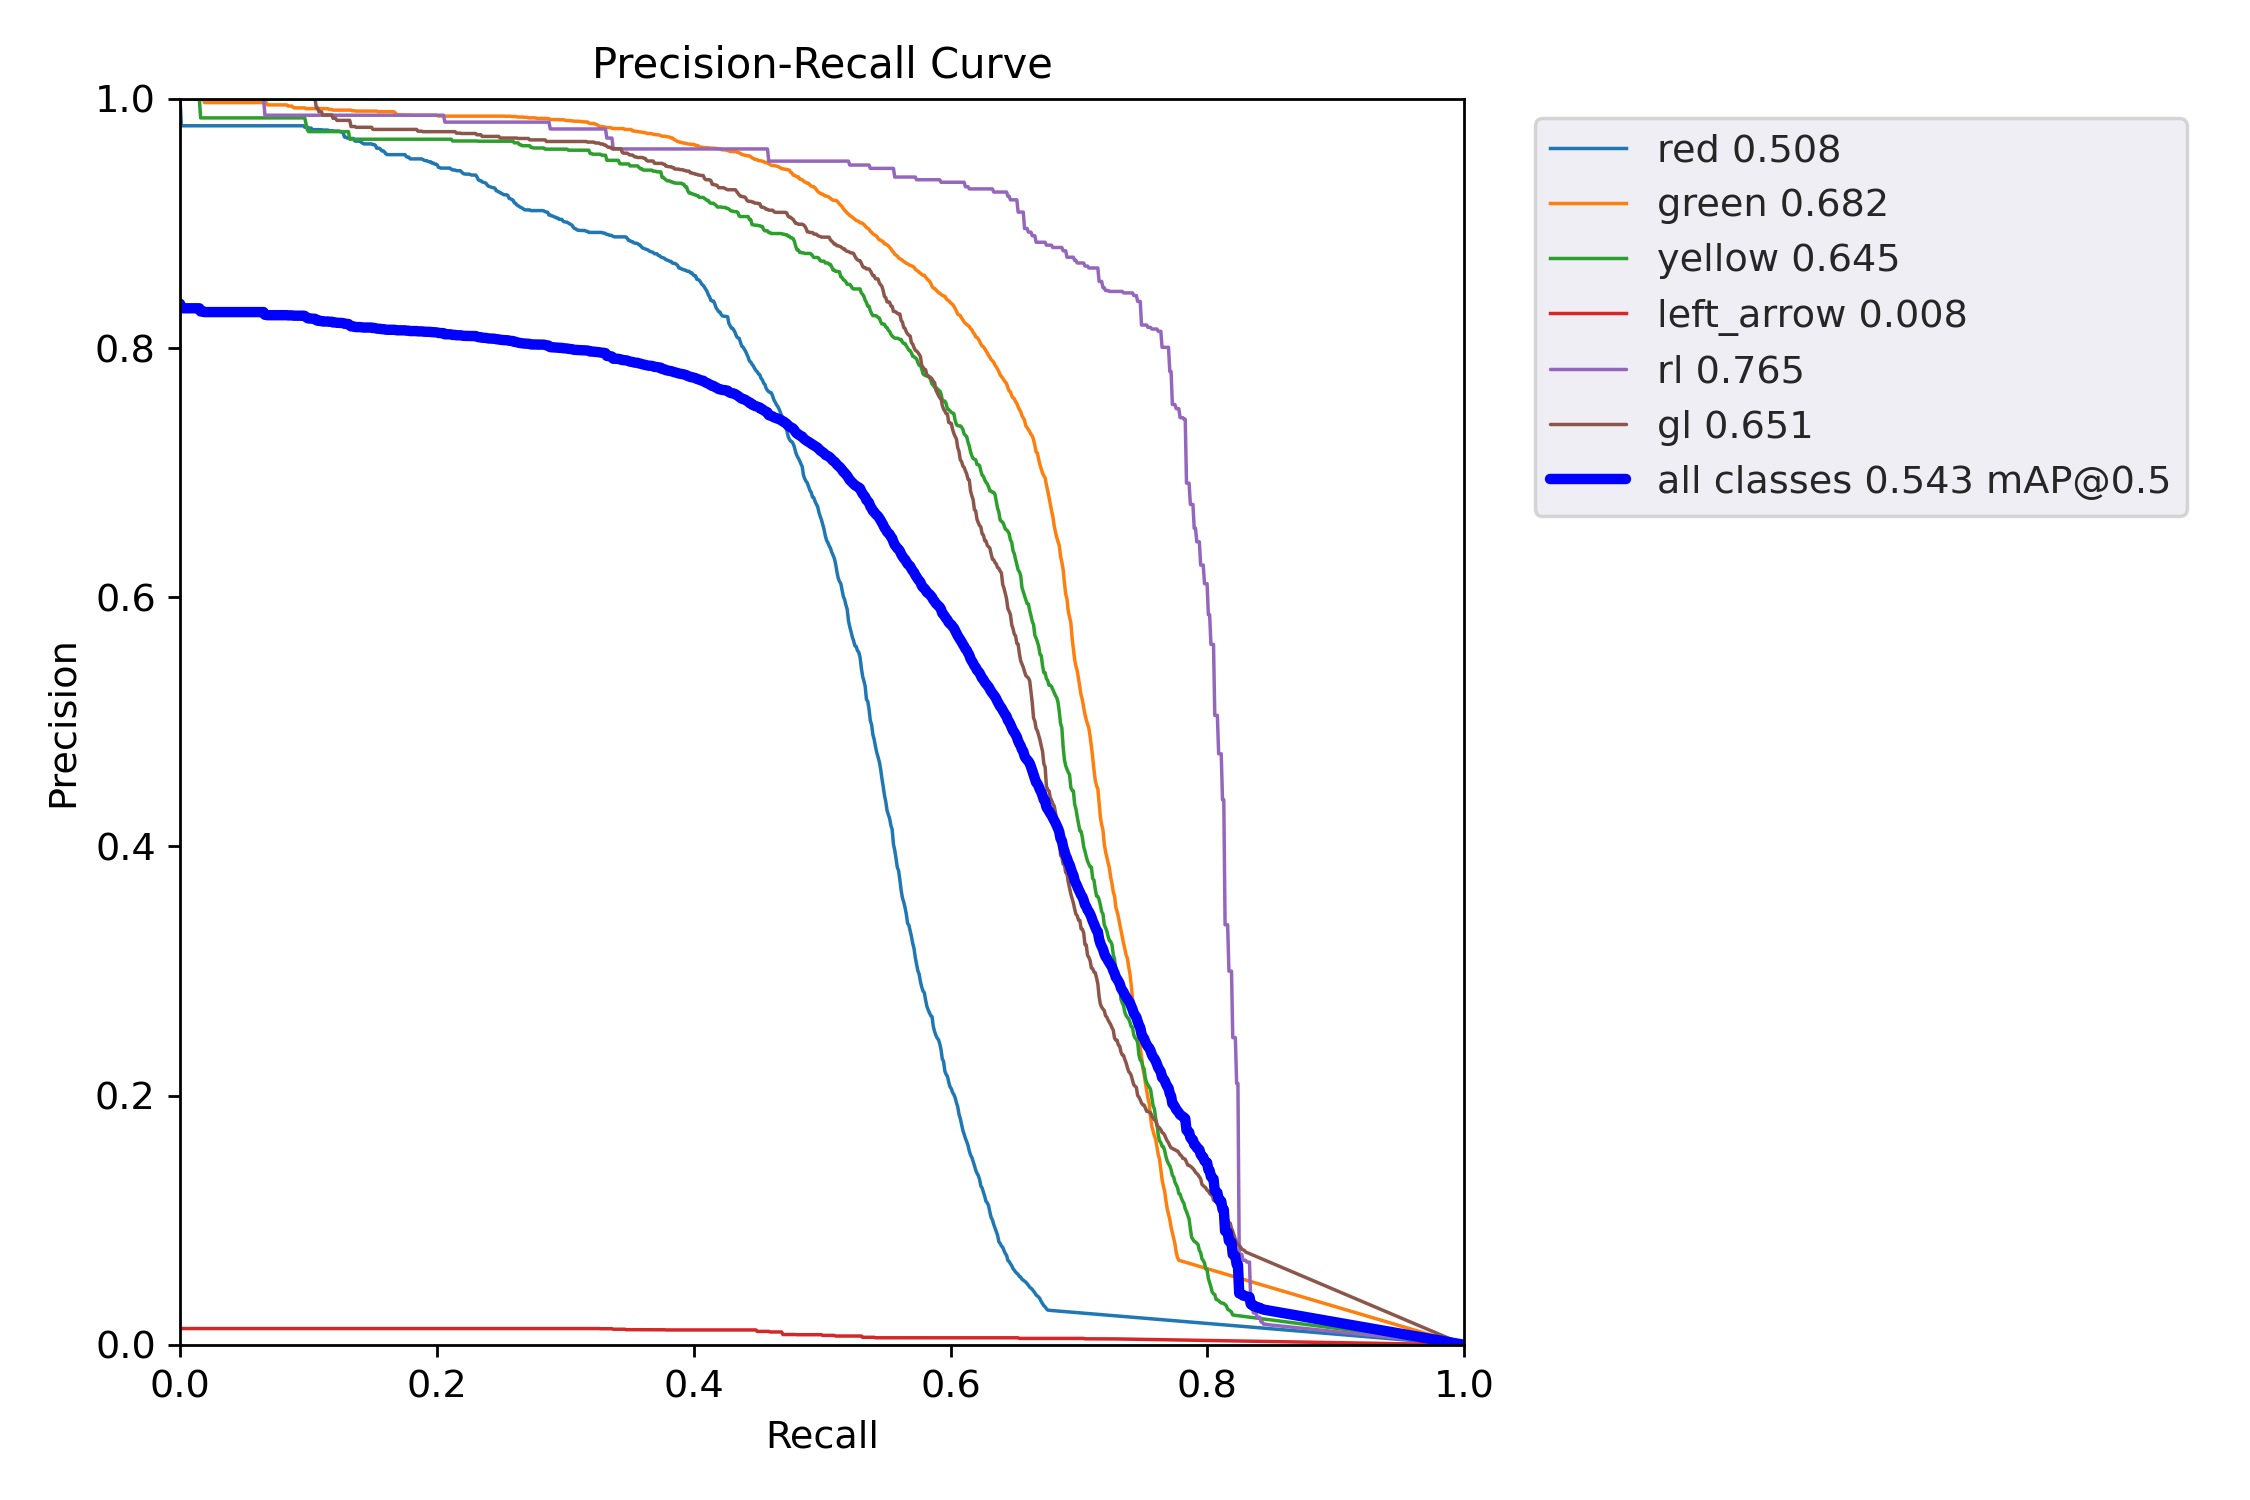 Precision-Recall Curve
1.0
0.8
0.6
0.4
0.2
0.0
Precision
0.0 0.2 0.4 0.6 0.8 1.0
Recall
red 0.508
green 0.682
yellow 0.645
left_arrow 0.008
rl 0.765
gl 0.651
all classes 0.543 mAP@0.5